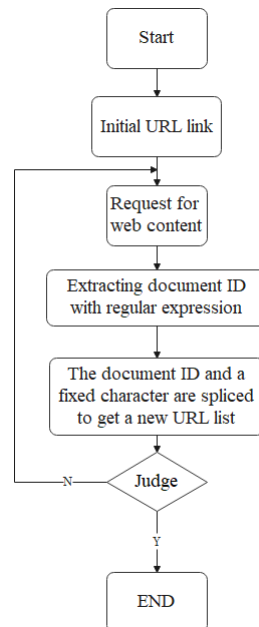 Start
Initial URL link
Request for
web content
Extracting document ID
with regular expression
The document ID and a
fixed character are spliced
to get a new URL list
Judge
N
Y
END